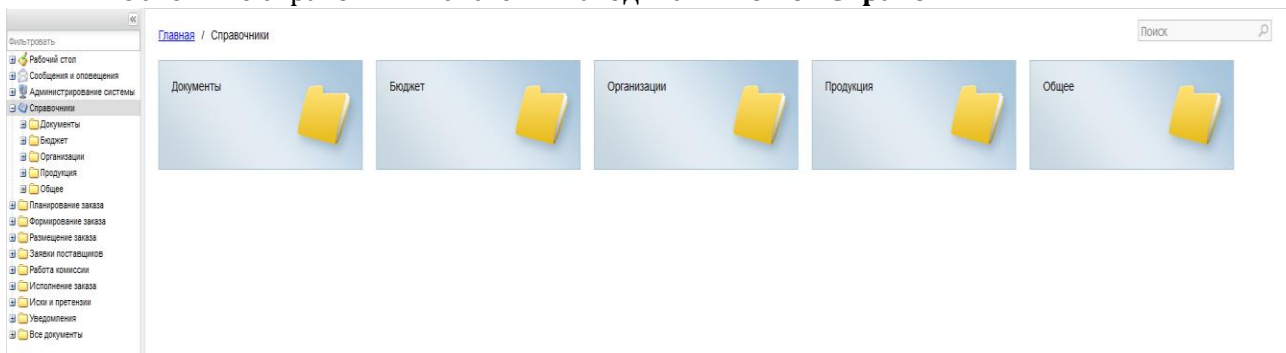 Фильтровать
Рабочий стол
Сообщения и оповещения
Администрирование системы
Справочники
Документы
Бюджет
Организации
Продукция
Общее
Планирование заказа
Формирование заказа
Размещение заказа
Заявки поставщиков
Работа комиссии
Исполнение заказа
Иски и претензии
Уведомления
Все документы
Главная / Справочники
Поиск
Документы
Бюджет
Организации
Продукция
Общее